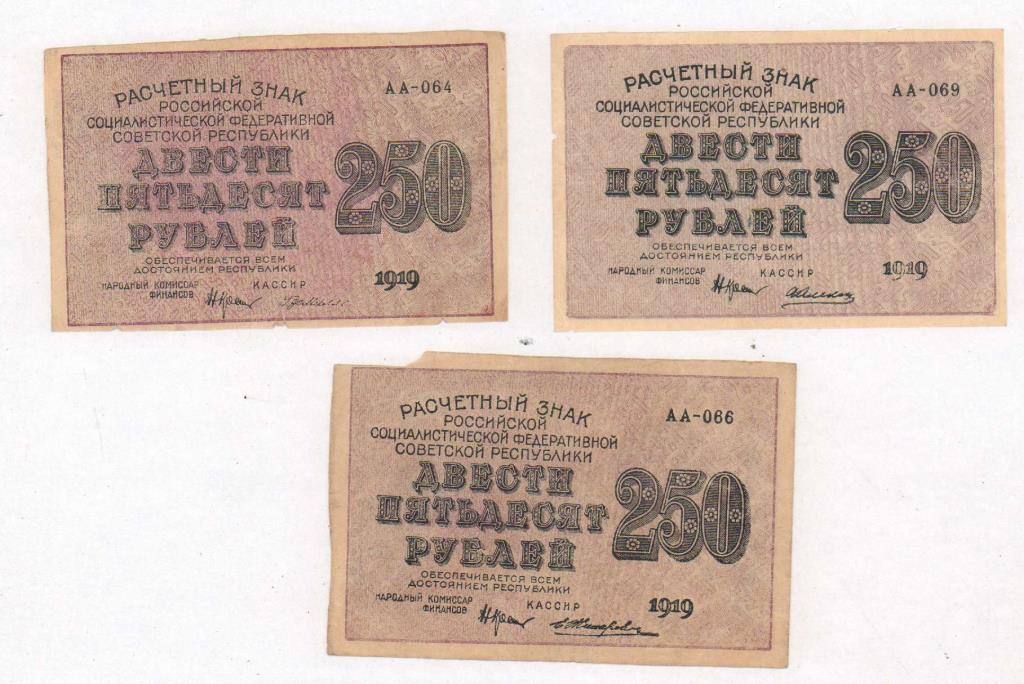 РАСЧЕТНЫЙ ЗНАК
РОССИЙСКОЙ
СОЦИАЛИСТИЧЕСКОЙ ФЕДЕРАТИВНОЙ
СОВЕТСКОЙ РЕСПУБЛИКИ
АА-064
ДВЕСТИ
ПЯТЬДЕСЯТ
РУБЛЕЙ
250
ОБЕСПЕЧИВАЕТСЯ ВСЕМ
ДОСТОЯНИЕМ РЕСПУБЛИКИ
НАРОДНЫЙ КОМИССАР
ФИНАНСОВ
КАССИР
1919
РАСЧЕТНЫЙ ЗНАК
РОССИЙСКОЙ
СОЦИАЛИСТИЧЕСКОЙ ФЕДЕРАТИВНОЙ
СОВЕТСКОЙ РЕСПУБЛИКИ
АА-069
ДВЕСТИ
ПЯТЬДЕСЯТ
РУБЛЕЙ
250
ОБЕСПЕЧИВАЕТСЯ ВСЕМ
ДОСТОЯНИЕМ РЕСПУБЛИКИ
НАРОДНЫЙ КОМИССАР
ФИНАНСОВ
КАССИР
1919
РАСЧЕТНЫЙ ЗНАК
РОССИЙСКОЙ
СОЦИАЛИСТИЧЕСКОЙ ФЕДЕРАТИВНОЙ
СОВЕТСКОЙ РЕСПУБЛИКИ
АА-066
ДВЕСТИ
ПЯТЬДЕСЯТ
РУБЛЕЙ
250
ОБЕСПЕЧИВАЕТСЯ ВСЕМ
ДОСТОЯНИЕМ РЕСПУБЛИКИ
НАРОДНЫЙ КОМИССАР
ФИНАНСОВ
КАССИР
1919